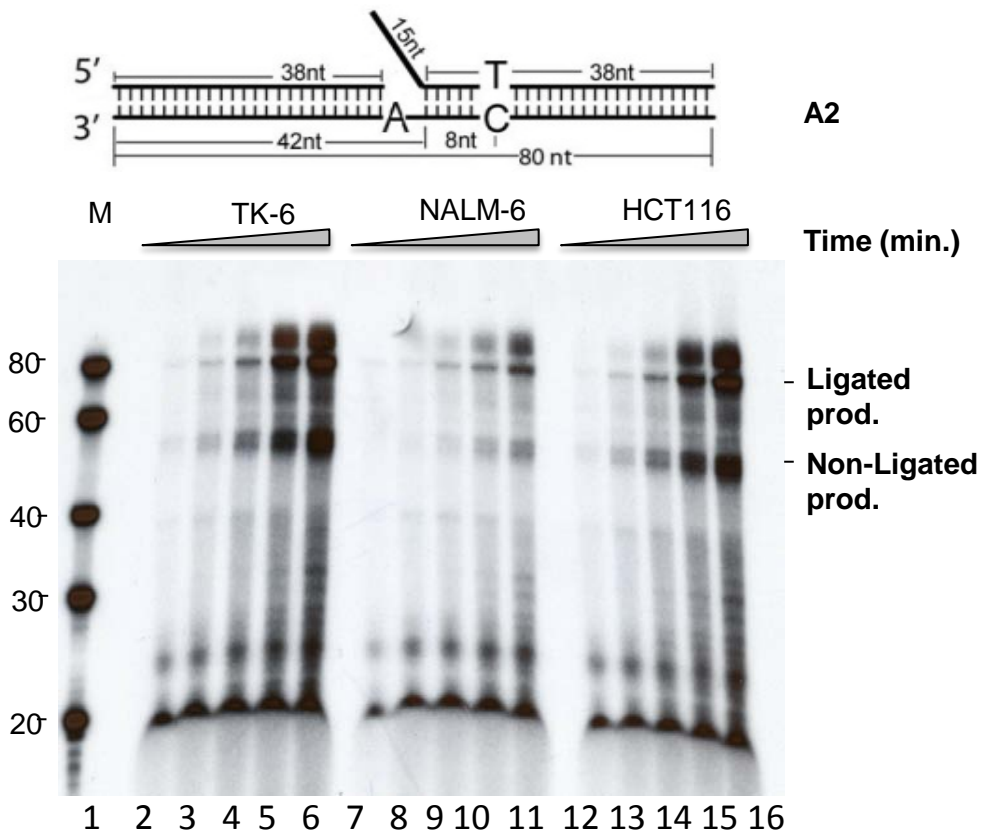 15nt
5′ 38nt T 38nt
3′ A C
A2
42nt 8nt
80 nt
M TK-6 NALM-6 HCT116
Time (min.)
80
60
40
30
20
Ligated
prod.
Non-Ligated
prod.
1 2 3 4 5 6 7 8 9 10 11 12 13 14 15 16